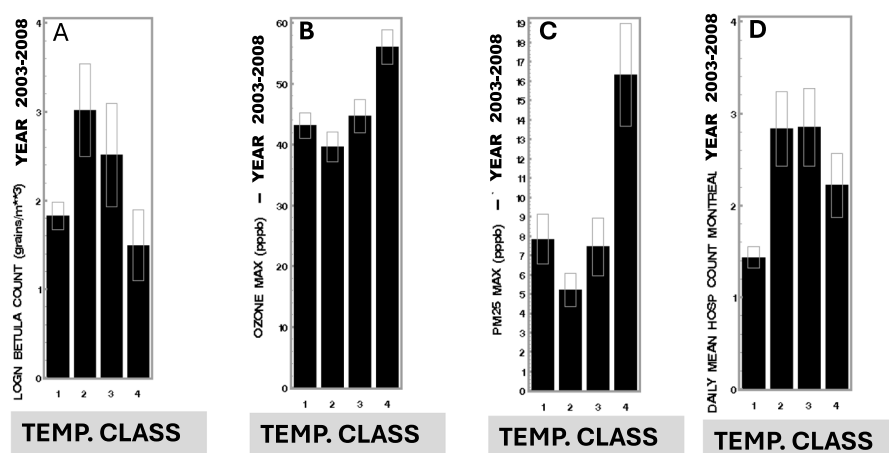 A
LOGN BETULA COUNT (grains/m**3) YEAR 2003-2008
4
3
2
1
0
1 2 3 4
TEMP. CLASS
B
OZONE MAX (pppb) – YEAR 2003-2008
60
50
40
30
20
10
0
1 2 3 4
TEMP. CLASS
C
PM25 MAX (pppb) – YEAR 2003-2008
19
18
17
16
15
14
13
12
11
10
9
8
7
6
5
4
3
2
1
0
1 2 3 4
TEMP. CLASS
D
DAILY MEAN HOSP COUNT MONTREAL YEAR 2003-2008
4
3
2
1
0
1 2 3 4
TEMP. CLASS